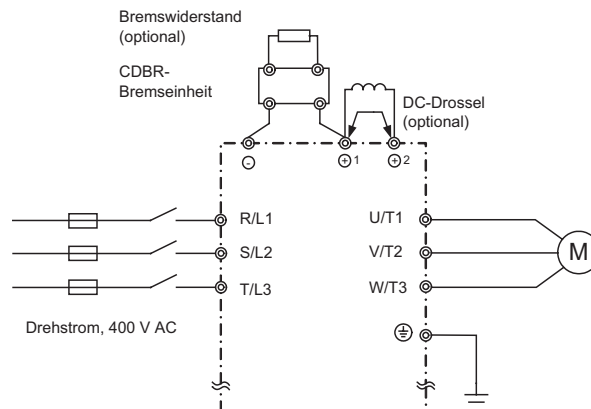 Bremswiderstand
(optional)
CDBR-
Bremseinheit
DC-Drossel
(optional)
-
+1
+2
R/L1
S/L2
T/L3
U/T1
V/T2
W/T3
M
Drehstrom, 400 V AC